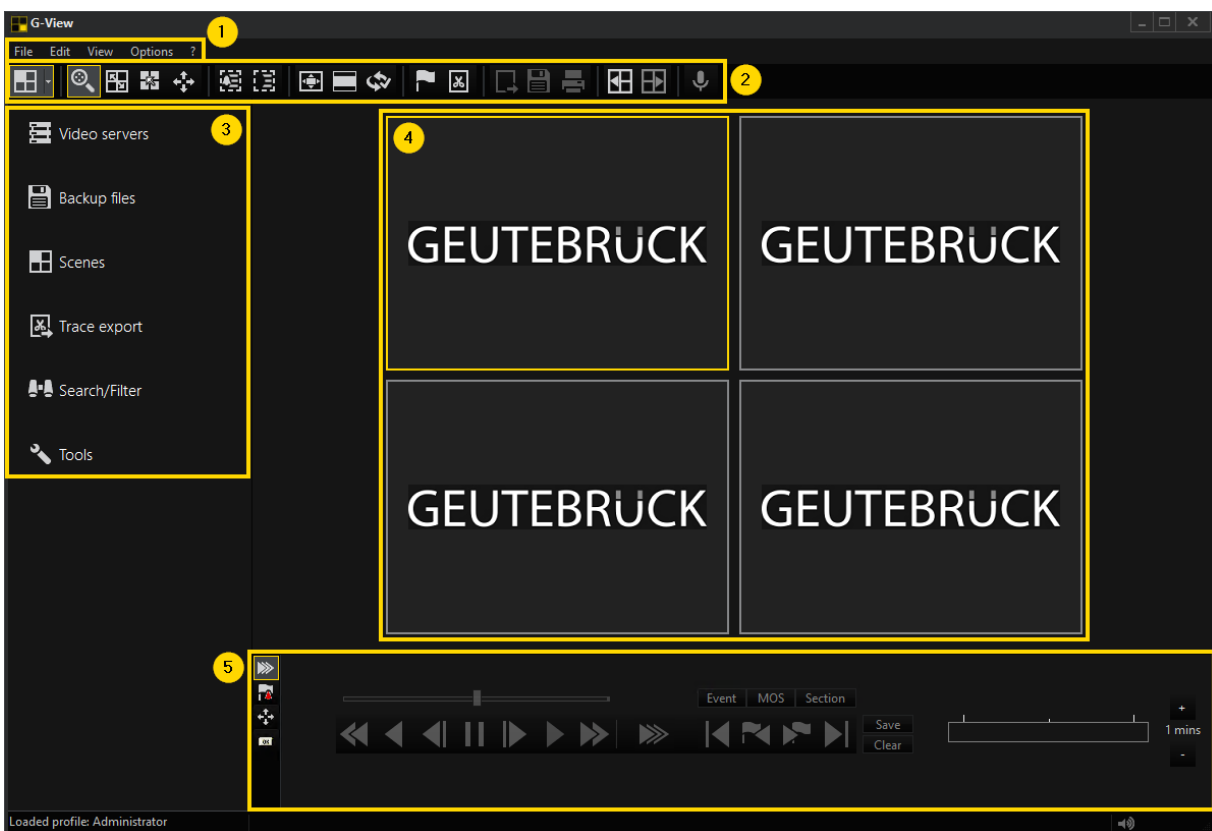 G-View
1
File Edit View Options ?
2
3
Video servers
Backup files
Scenes
Trace export
Search/Filter
Tools
4
GEUTEBRÜCK GEUTEBRÜCK
GEUTEBRÜCK GEUTEBRÜCK
5
Event MOS Section
+
Save
1 mins
Clear
-
Loaded profile: Administrator